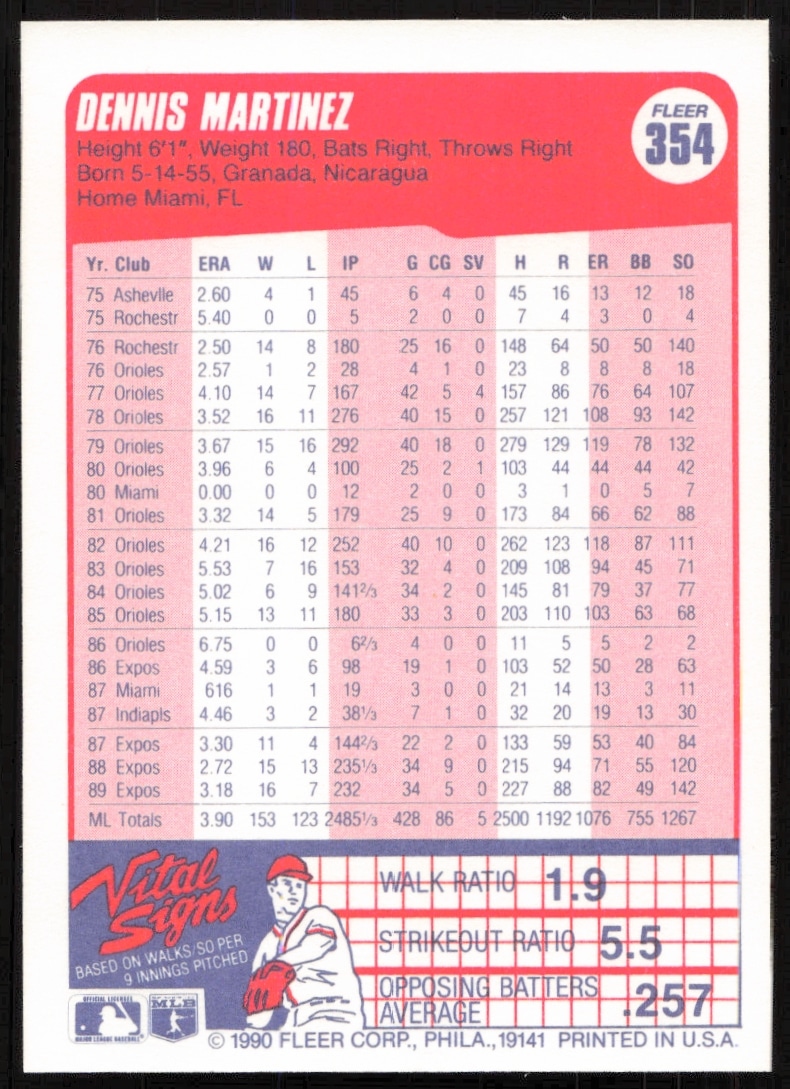 DENNIS MARTINEZ
FLEER
354
Height 6'1", Weight 180, Bats Right, Throws Right
Born 5-14-55, Granada, Nicaragua
Home Miami, FL
Yr. Club ERA W L IP G CG SV H R ER BB SO
75 Ashevlle 2.60 4 1 45 6 4 0 45 16 13 12 18
75 Rochestr 5.40 0 0 5 2 0 0 7 4 3 0 4
76 Rochestr 2.50 14 8 180 25 16 0 148 64 50 50 140
76 Orioles 2.57 1 2 28 4 1 0 23 8 8 8 18
77 Orioles 4.10 14 7 167 42 5 4 157 86 76 64 107
78 Orioles 3.52 16 11 276 40 15 0 257 121 108 93 142
79 Orioles 3.67 15 16 292 40 18 0 279 129 119 78 132
80 Orioles 3.96 6 4 100 25 2 1 103 44 44 44 42
80 Miami 0.00 0 0 12 2 0 0 3 1 0 5 7
81 Orioles 3.32 14 5 179 25 9 0 173 84 66 62 88
82 Orioles 4.21 16 12 252 40 10 0 262 123 118 87 111
83 Orioles 5.53 7 16 153 32 4 0 209 108 94 45 71
84 Orioles 5.02 6 9 141 2/3 34 2 0 145 81 79 37 77
85 Orioles 5.15 13 11 180 33 3 0 203 110 103 63 68
86 Orioles 6.75 0 0 6 2/3 4 0 0 11 5 5 2 2
86 Expos 4.59 3 6 98 19 1 0 103 52 50 28 63
87 Miami 616 1 1 19 3 0 0 21 14 13 3 11
87 Indiapls 4.46 3 2 38 1/3 7 1 0 32 20 19 13 30
87 Expos 3.30 11 4 144 2/3 22 2 0 133 59 53 40 84
88 Expos 2.72 15 13 235 1/3 34 9 0 215 94 71 55 120
89 Expos 3.18 16 7 232 34 5 0 227 88 82 49 142
ML Totals 3.90 153 123 2485 1/3 428 86 5 2500 1192 1076 755 1267
Vital
Signs
BASED ON WALKS/SO PER
9 INNINGS PITCHED
WALK RATIO 1.9
STRIKEOUT RATIO 5.5
OPPOSING BATTERS
AVERAGE .257
OFFICIAL LICENSEE
MAJOR LEAGUE BASEBALL
MLB
© 1990 FLEER CORP., PHILA., 19141 PRINTED IN U.S.A.